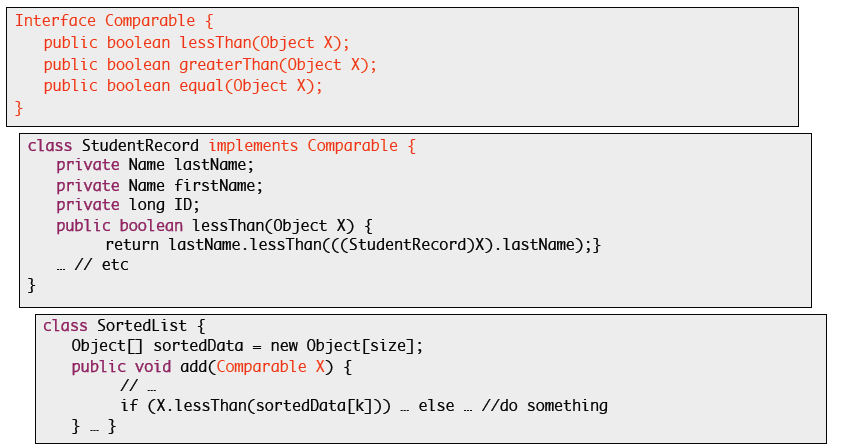 Interface Comparable {
public boolean lessThan(Object X);
public boolean greaterThan(Object X);
public boolean equal(Object X);
}
class StudentRecord implements Comparable {
private Name lastName;
private Name firstName;
private long ID;
public boolean lessThan(Object X) {
return lastName.lessThan(((StudentRecord)X).lastName);}
… // etc
}
class SortedList {
Object[] sortedData = new Object[size];
public void add(Comparable X) {
// …
if (X.lessThan(sortedData[k])) … else … //do something
} … }